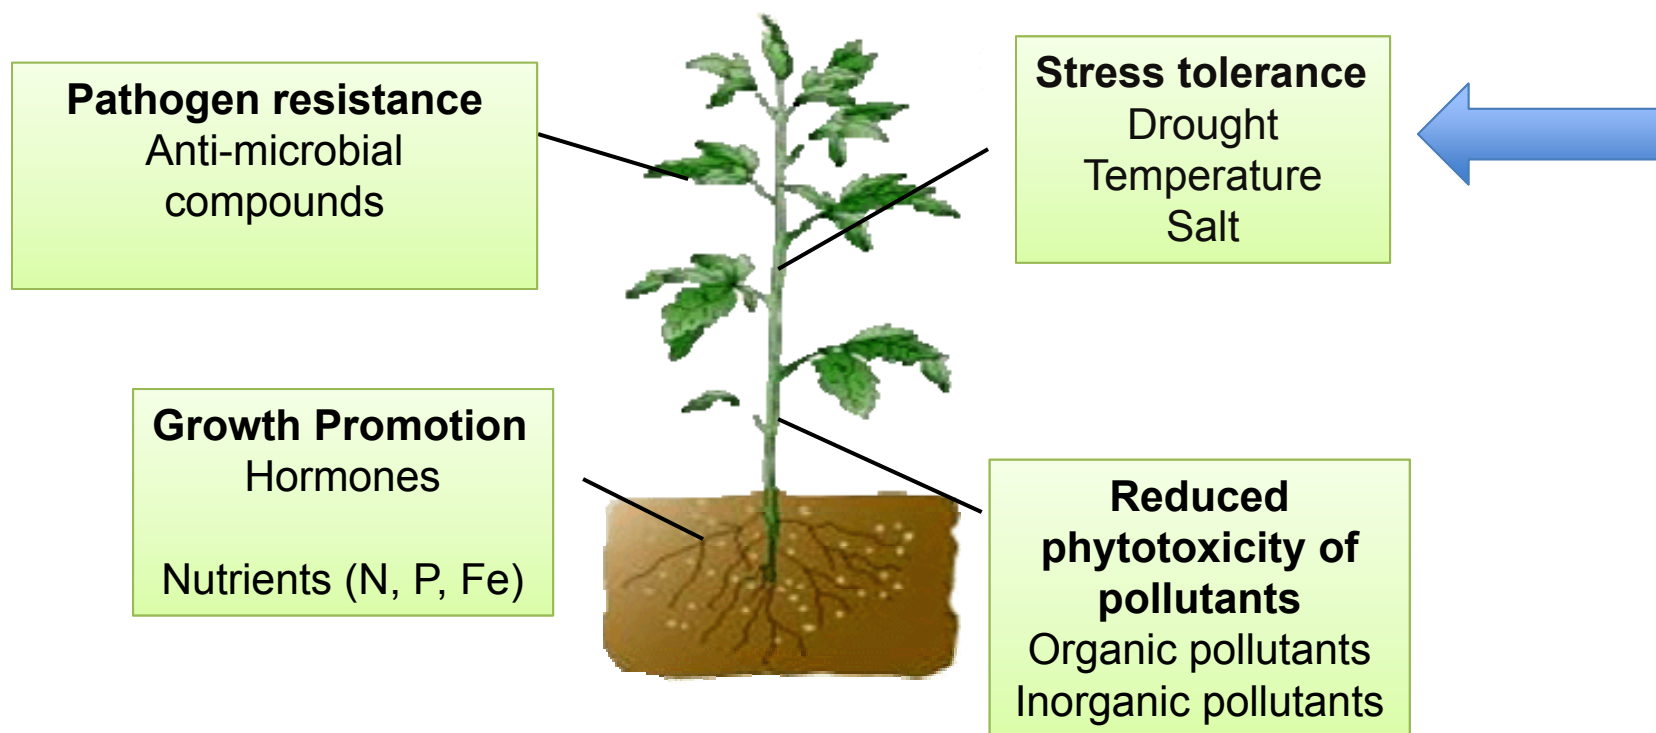 Pathogen resistance
Anti-microbial
compounds
Stress tolerance
Drought
Temperature
Salt
Growth Promotion
Hormones
Nutrients (N, P, Fe)
Reduced
phytotoxicity of
pollutants
Organic pollutants
Inorganic pollutants